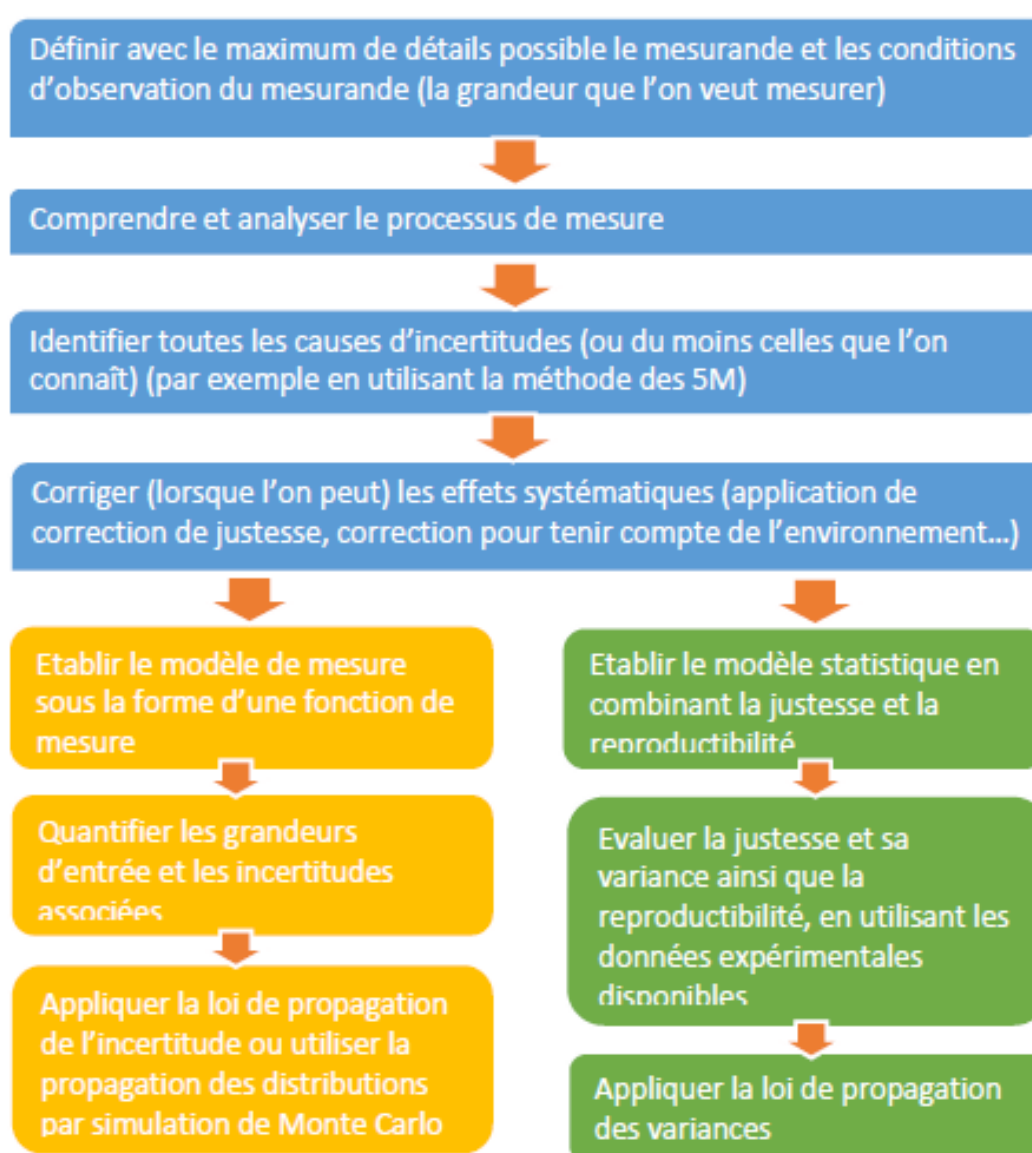 Définir avec le maximum de détails possible le mesurande et les conditions
d’observation du mesurande (la grandeur que l’on veut mesurer)
Comprendre et analyser le processus de mesure
Identifier toutes les causes d’incertitudes (ou du moins celles que l’on
connaît) (par exemple en utilisant la méthode des 5M)
Corriger (lorsque l’on peut) les effets systématiques (application de
correction de justesse, correction pour tenir compte de l’environnement…)
Etablir le modèle de mesure
sous la forme d’une fonction de
mesure
Quantifier les grandeurs
d’entrée et les incertitudes
associées
Appliquer la loi de propagation
de l’incertitude ou utiliser la
propagation des distributions
par simulation de Monte Carlo
Etablir le modèle statistique en
combinant la justesse et la
reproductibilité
Evaluer la justesse et sa
variance ainsi que la
reproductibilité, en utilisant les
données expérimentales
disponibles
Appliquer la loi de propagation
des variances